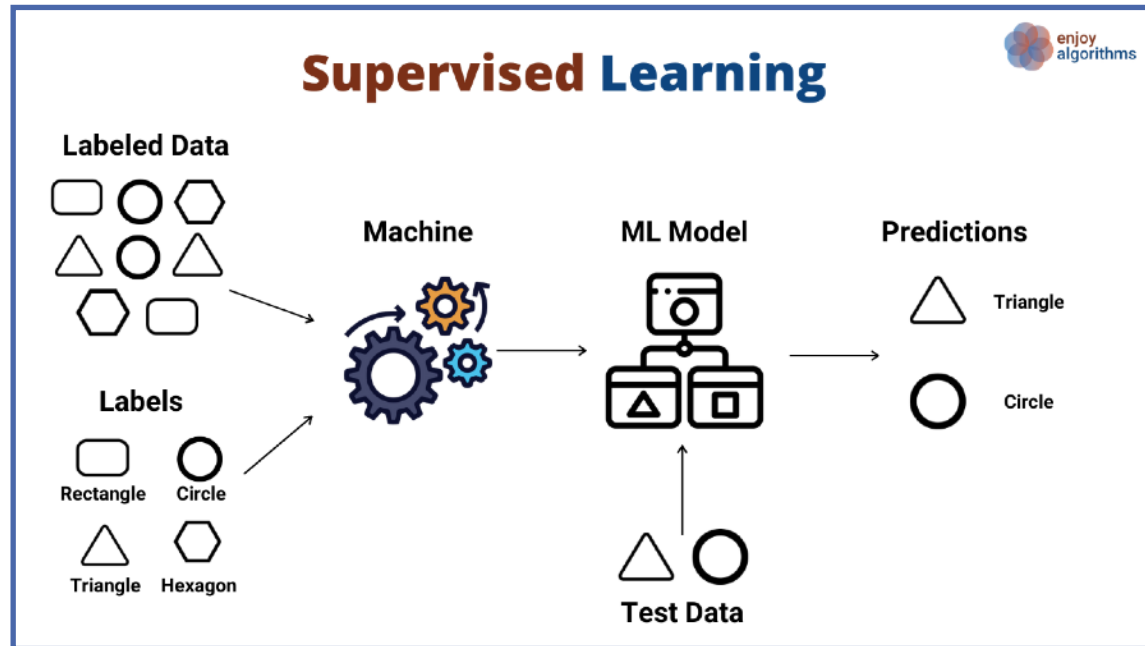 enjoy
algorithms
Supervised Learning
Labeled Data
Machine
ML Model
Predictions
Triangle
Circle
Labels
Rectangle
Circle
Triangle
Hexagon
Test Data